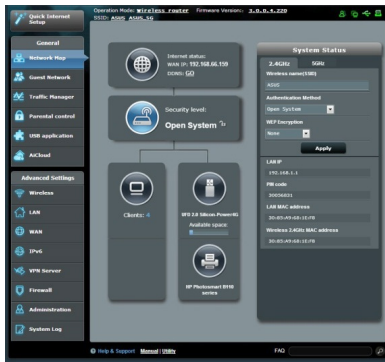 Quick Internet Setup
Operation Mode: Wireless router Firmware Version: 3.0.0.4.220
SSID: ASUS ASUS_5G
General
Network Map
Guest Network
Traffic Manager
Parental control
USB application
AiCloud
Advanced Settings
Wireless
LAN
WAN
IPv6
VPN Server
Firewall
Administration
System Log
Internet status:
WAN IP: 192.168.66.159
DDNS: GO
Security level:
Open System
Clients: 4
UFG 2.0 Silicon-Power4G
Available space:
HP Photosmart B110 series
System Status
2.4GHz 5GHz
Wireless name(SSID)
ASUS
Authentication Method
Open System
WEP Encryption
None
Apply
LAN IP
192.168.1.1
PIN code
LAN MAC address
Wireless 2.4GHz MAC address
Help & Support Manual | Utility
FAQ